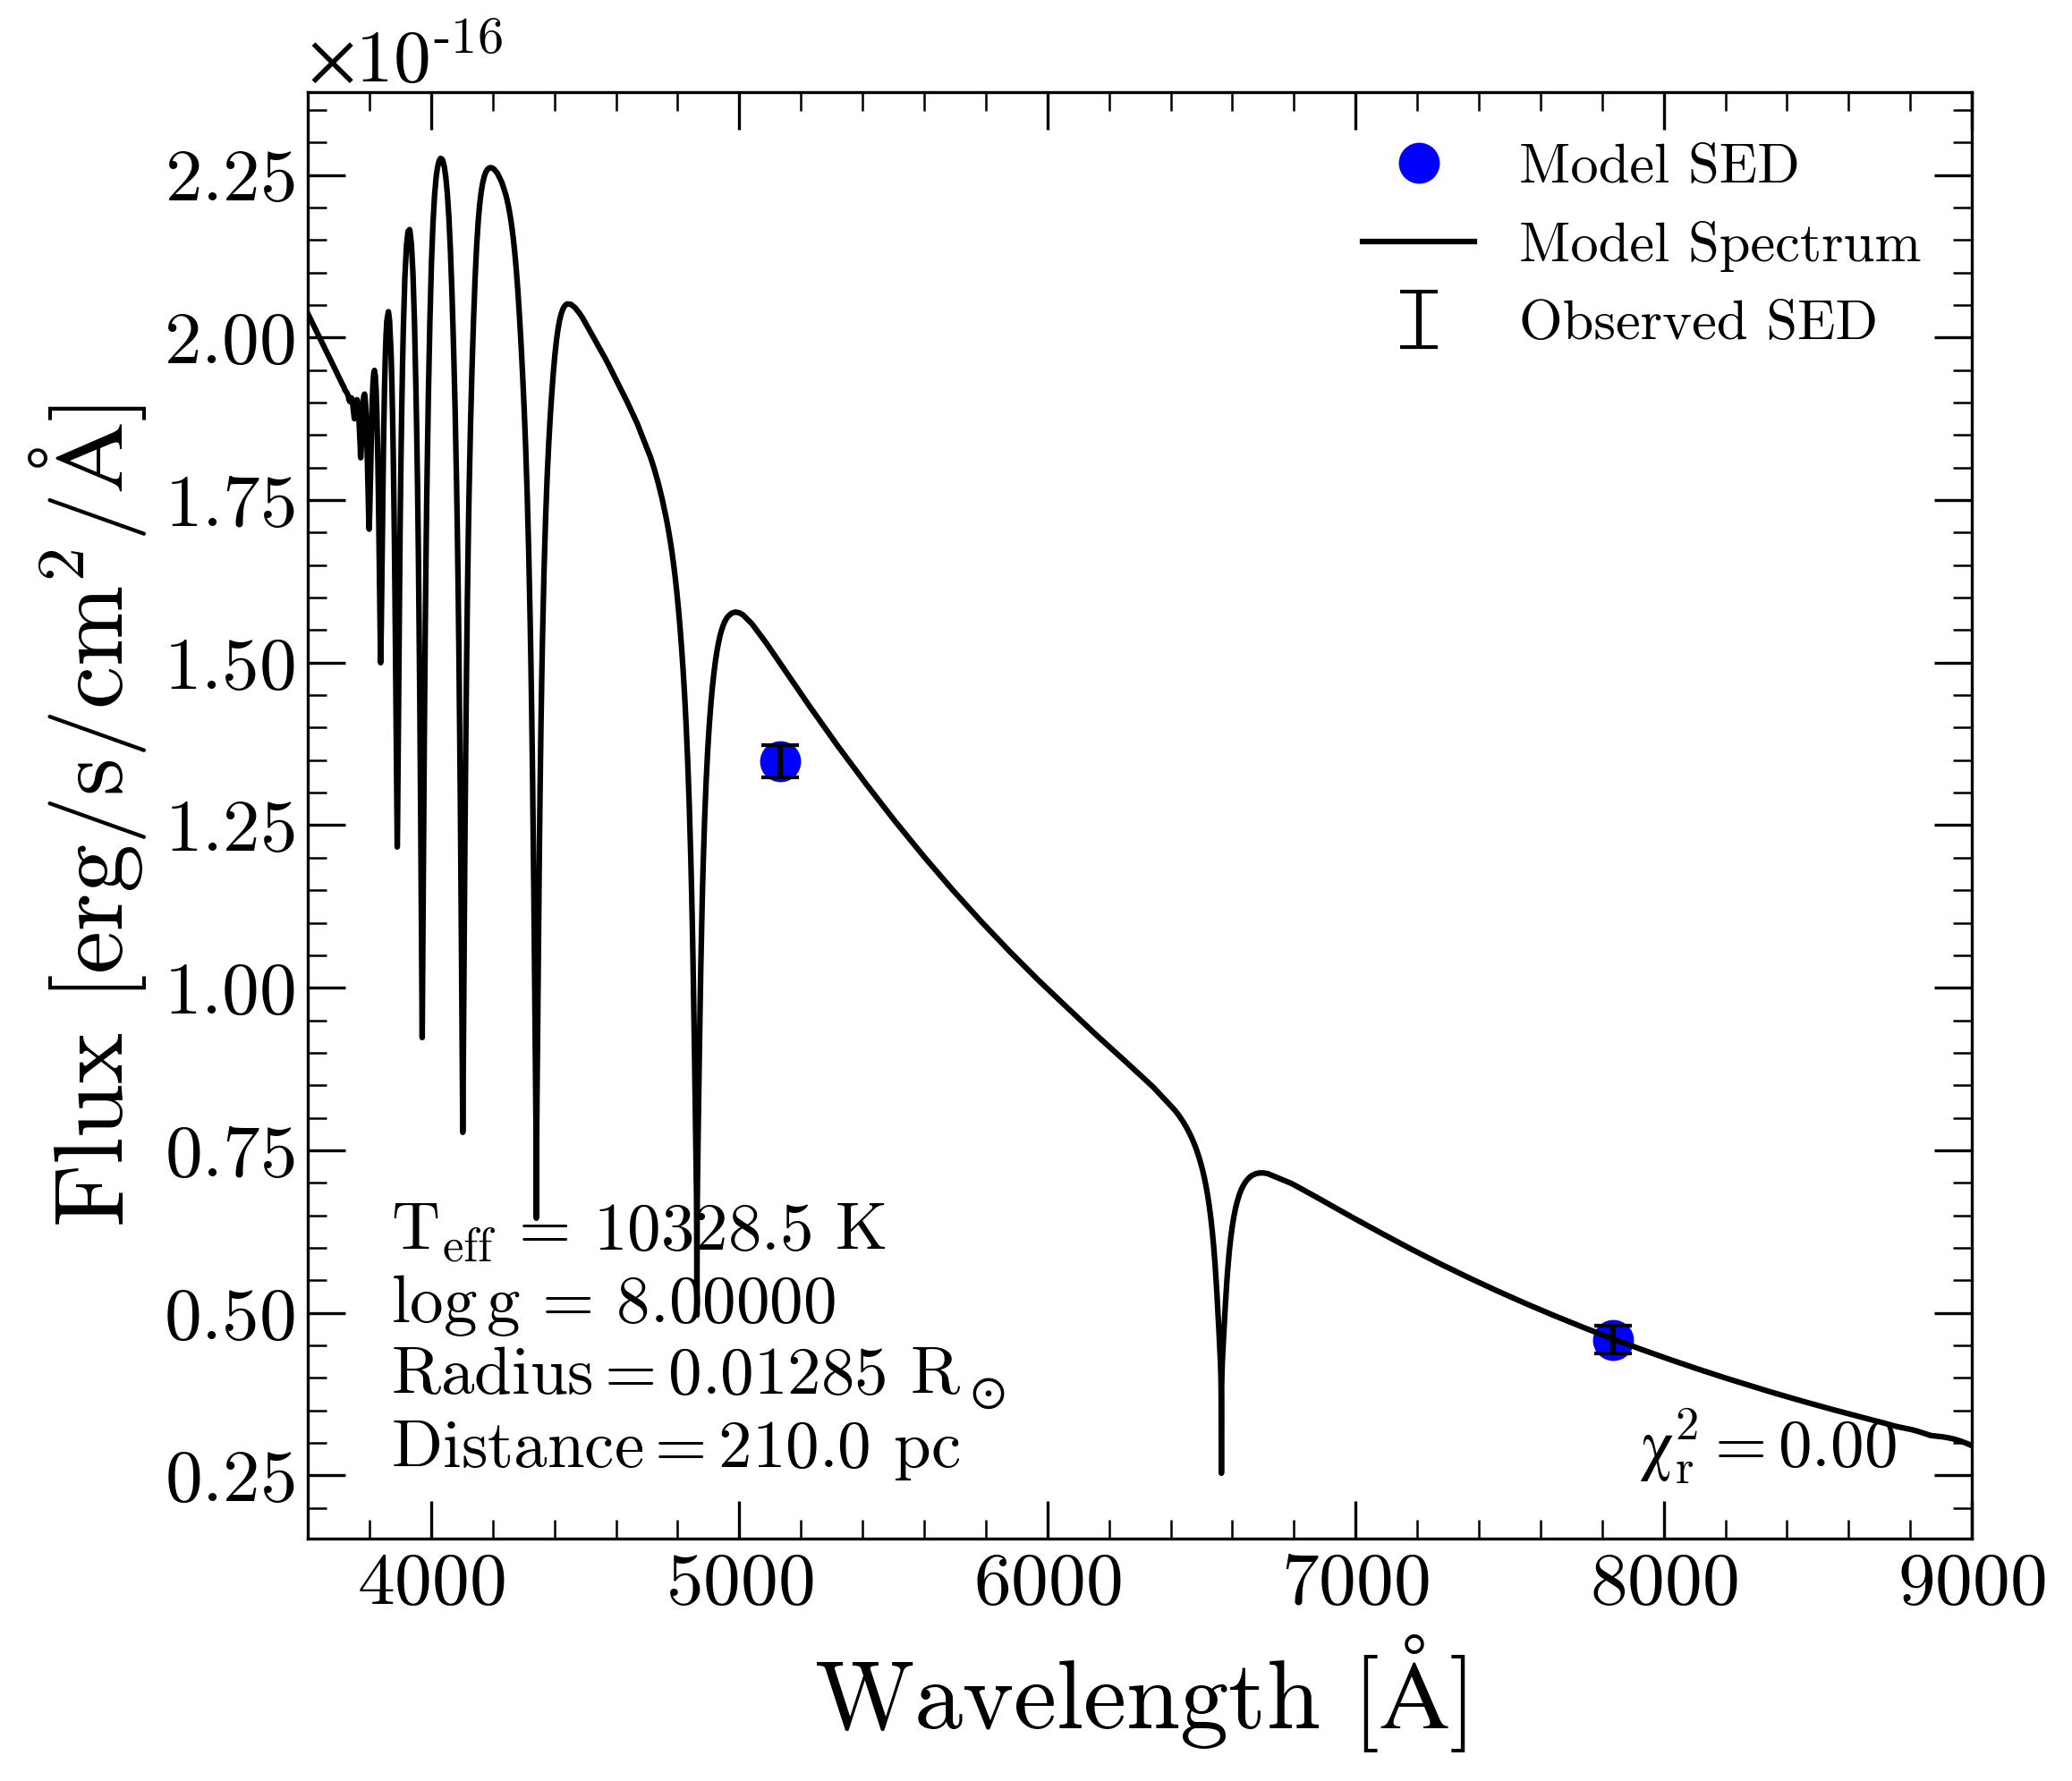 ×10-16
Model SED
Model Spectrum
Observed SED
2.25
2.00
1.75
1.50
1.25
1.00
0.75
0.50
0.25
Flux [erg/s/cm²/Å]
T_eff = 10328.5 K
log g = 8.00000
Radius = 0.01285 R☉
Distance = 210.0 pc
χ²_r = 0.00
4000 5000 6000 7000 8000 9000
Wavelength [Å]